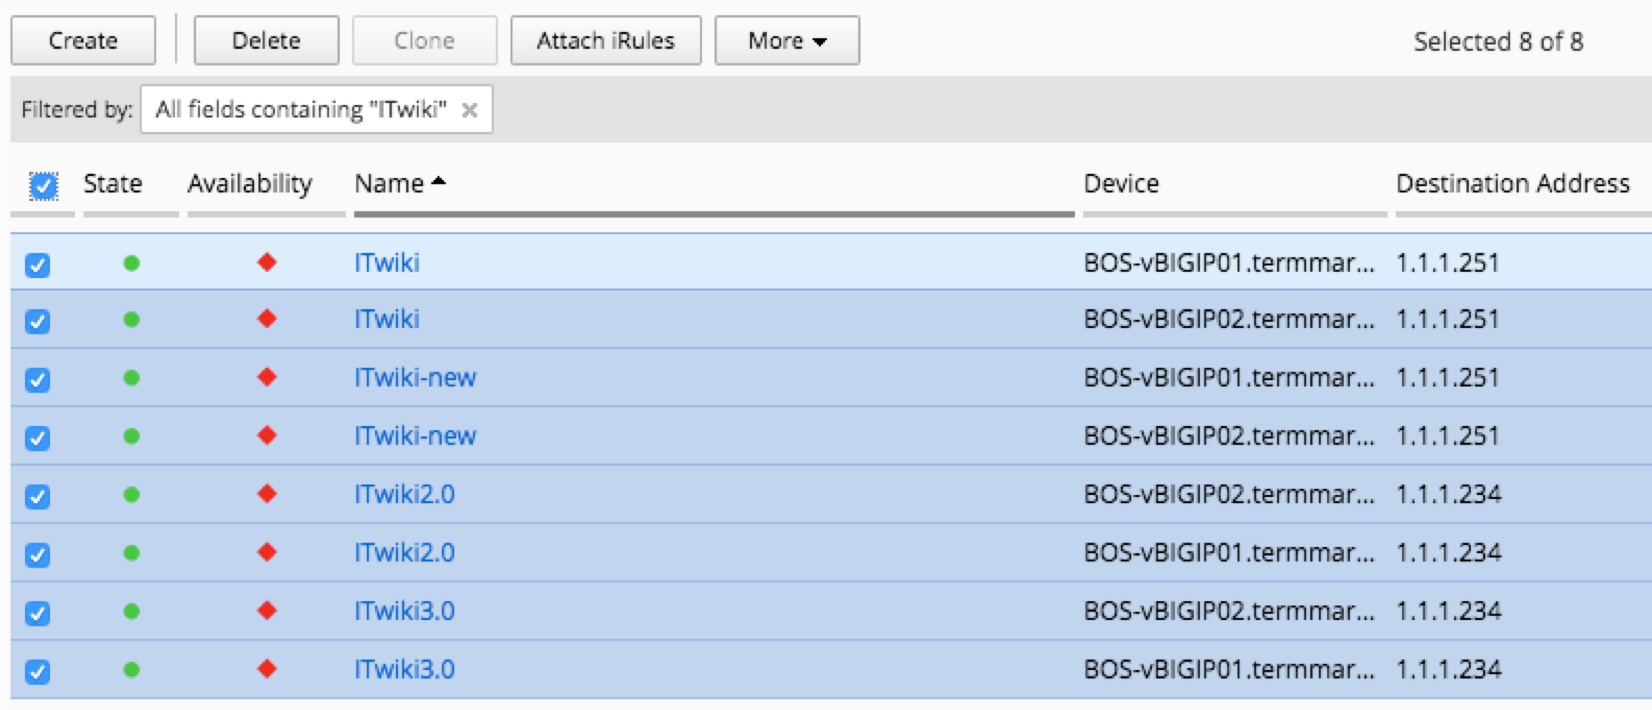 Create Delete Clone Attach iRules More Selected 8 of 8
Filtered by: All fields containing "ITwiki" ×
State Availability Name Device Destination Address
ITwiki BOS-vBIGIP01.termmar... 1.1.1.251
ITwiki BOS-vBIGIP02.termmar... 1.1.1.251
ITwiki-new BOS-vBIGIP01.termmar... 1.1.1.251
ITwiki-new BOS-vBIGIP02.termmar... 1.1.1.251
ITwiki2.0 BOS-vBIGIP02.termmar... 1.1.1.234
ITwiki2.0 BOS-vBIGIP01.termmar... 1.1.1.234
ITwiki3.0 BOS-vBIGIP02.termmar... 1.1.1.234
ITwiki3.0 BOS-vBIGIP01.termmar... 1.1.1.234